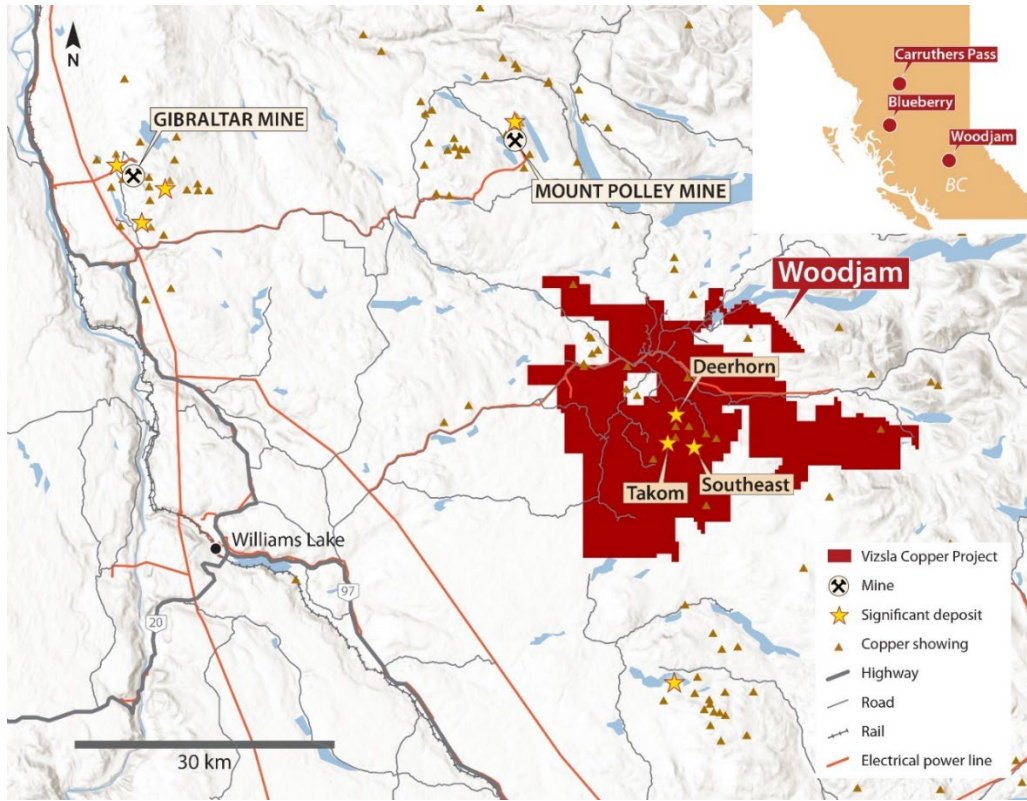 N
GIBRALTAR MINE
MOUNT POLLEY MINE
Carruthers Pass
Blueberry
Woodjam
BC
Woodjam
Deerhorn
Takom
Southeast
Williams Lake
97
20
30 km
Vizsla Copper Project
Mine
Significant deposit
Copper showing
Highway
Road
Rail
Electrical power line